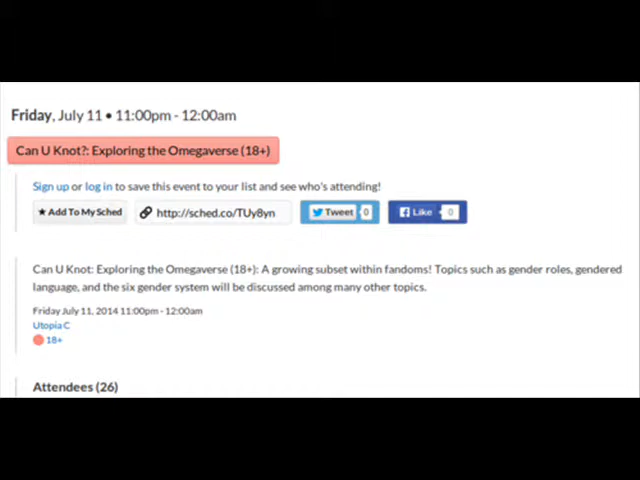 Friday, July 11 • 11:00pm - 12:00am
Can U Knot?: Exploring the Omegaverse (18+)
Sign up or log in to save this event to your list and see who's attending!
★ Add To My Sched http://sched.co/TUy8yn Tweet 0 Like 0
Can U Knot: Exploring the Omegaverse (18+): A growing subset within fandoms! Topics such as gender roles, gendered
language, and the six gender system will be discussed among many other topics.
Friday July 11, 2014 11:00pm - 12:00am
Utopia C
18+
Attendees (26)